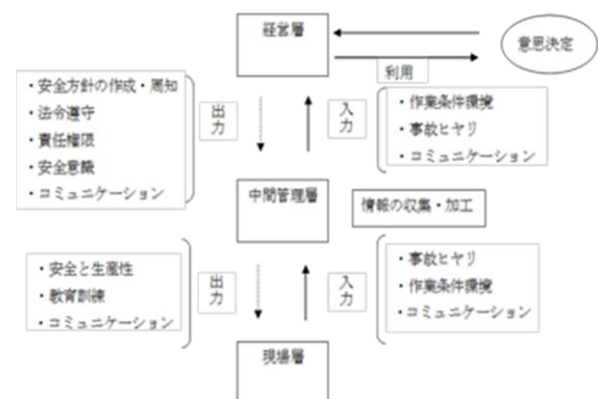 経営層
意思決定
利用
・安全方針の作成・周知
・法令遵守
・責任権限
・安全意識
・コミュニケーション
出力
入力
・作業条件環境
・事故ヒヤリ
・コミュニケーション
中間管理層
情報の収集・加工
・安全と生産性
・教育訓練
・コミュニケーション
出力
入力
・事故ヒヤリ
・作業条件環境
・コミュニケーション
現場層